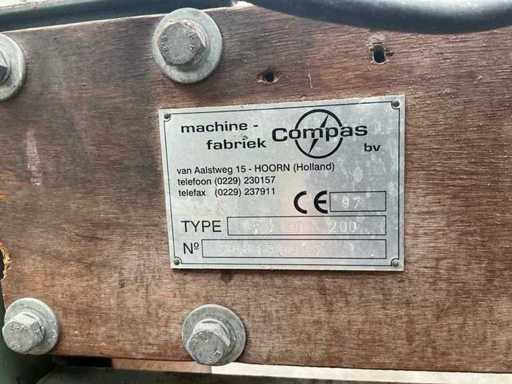 machine-
fabriek Compas bv
van Aalstweg 15 - HOORN (Holland)
telefoon (0229) 230157
telefax (0229) 237911
CE 97
TYPE 200
Nº